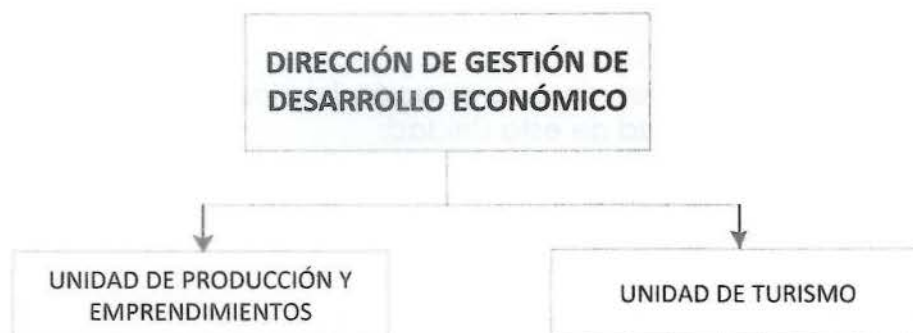 DIRECCIÓN DE GESTIÓN DE
DESARROLLO ECONÓMICO
UNIDAD DE PRODUCCIÓN Y
EMPRENDIMIENTOS
UNIDAD DE TURISMO